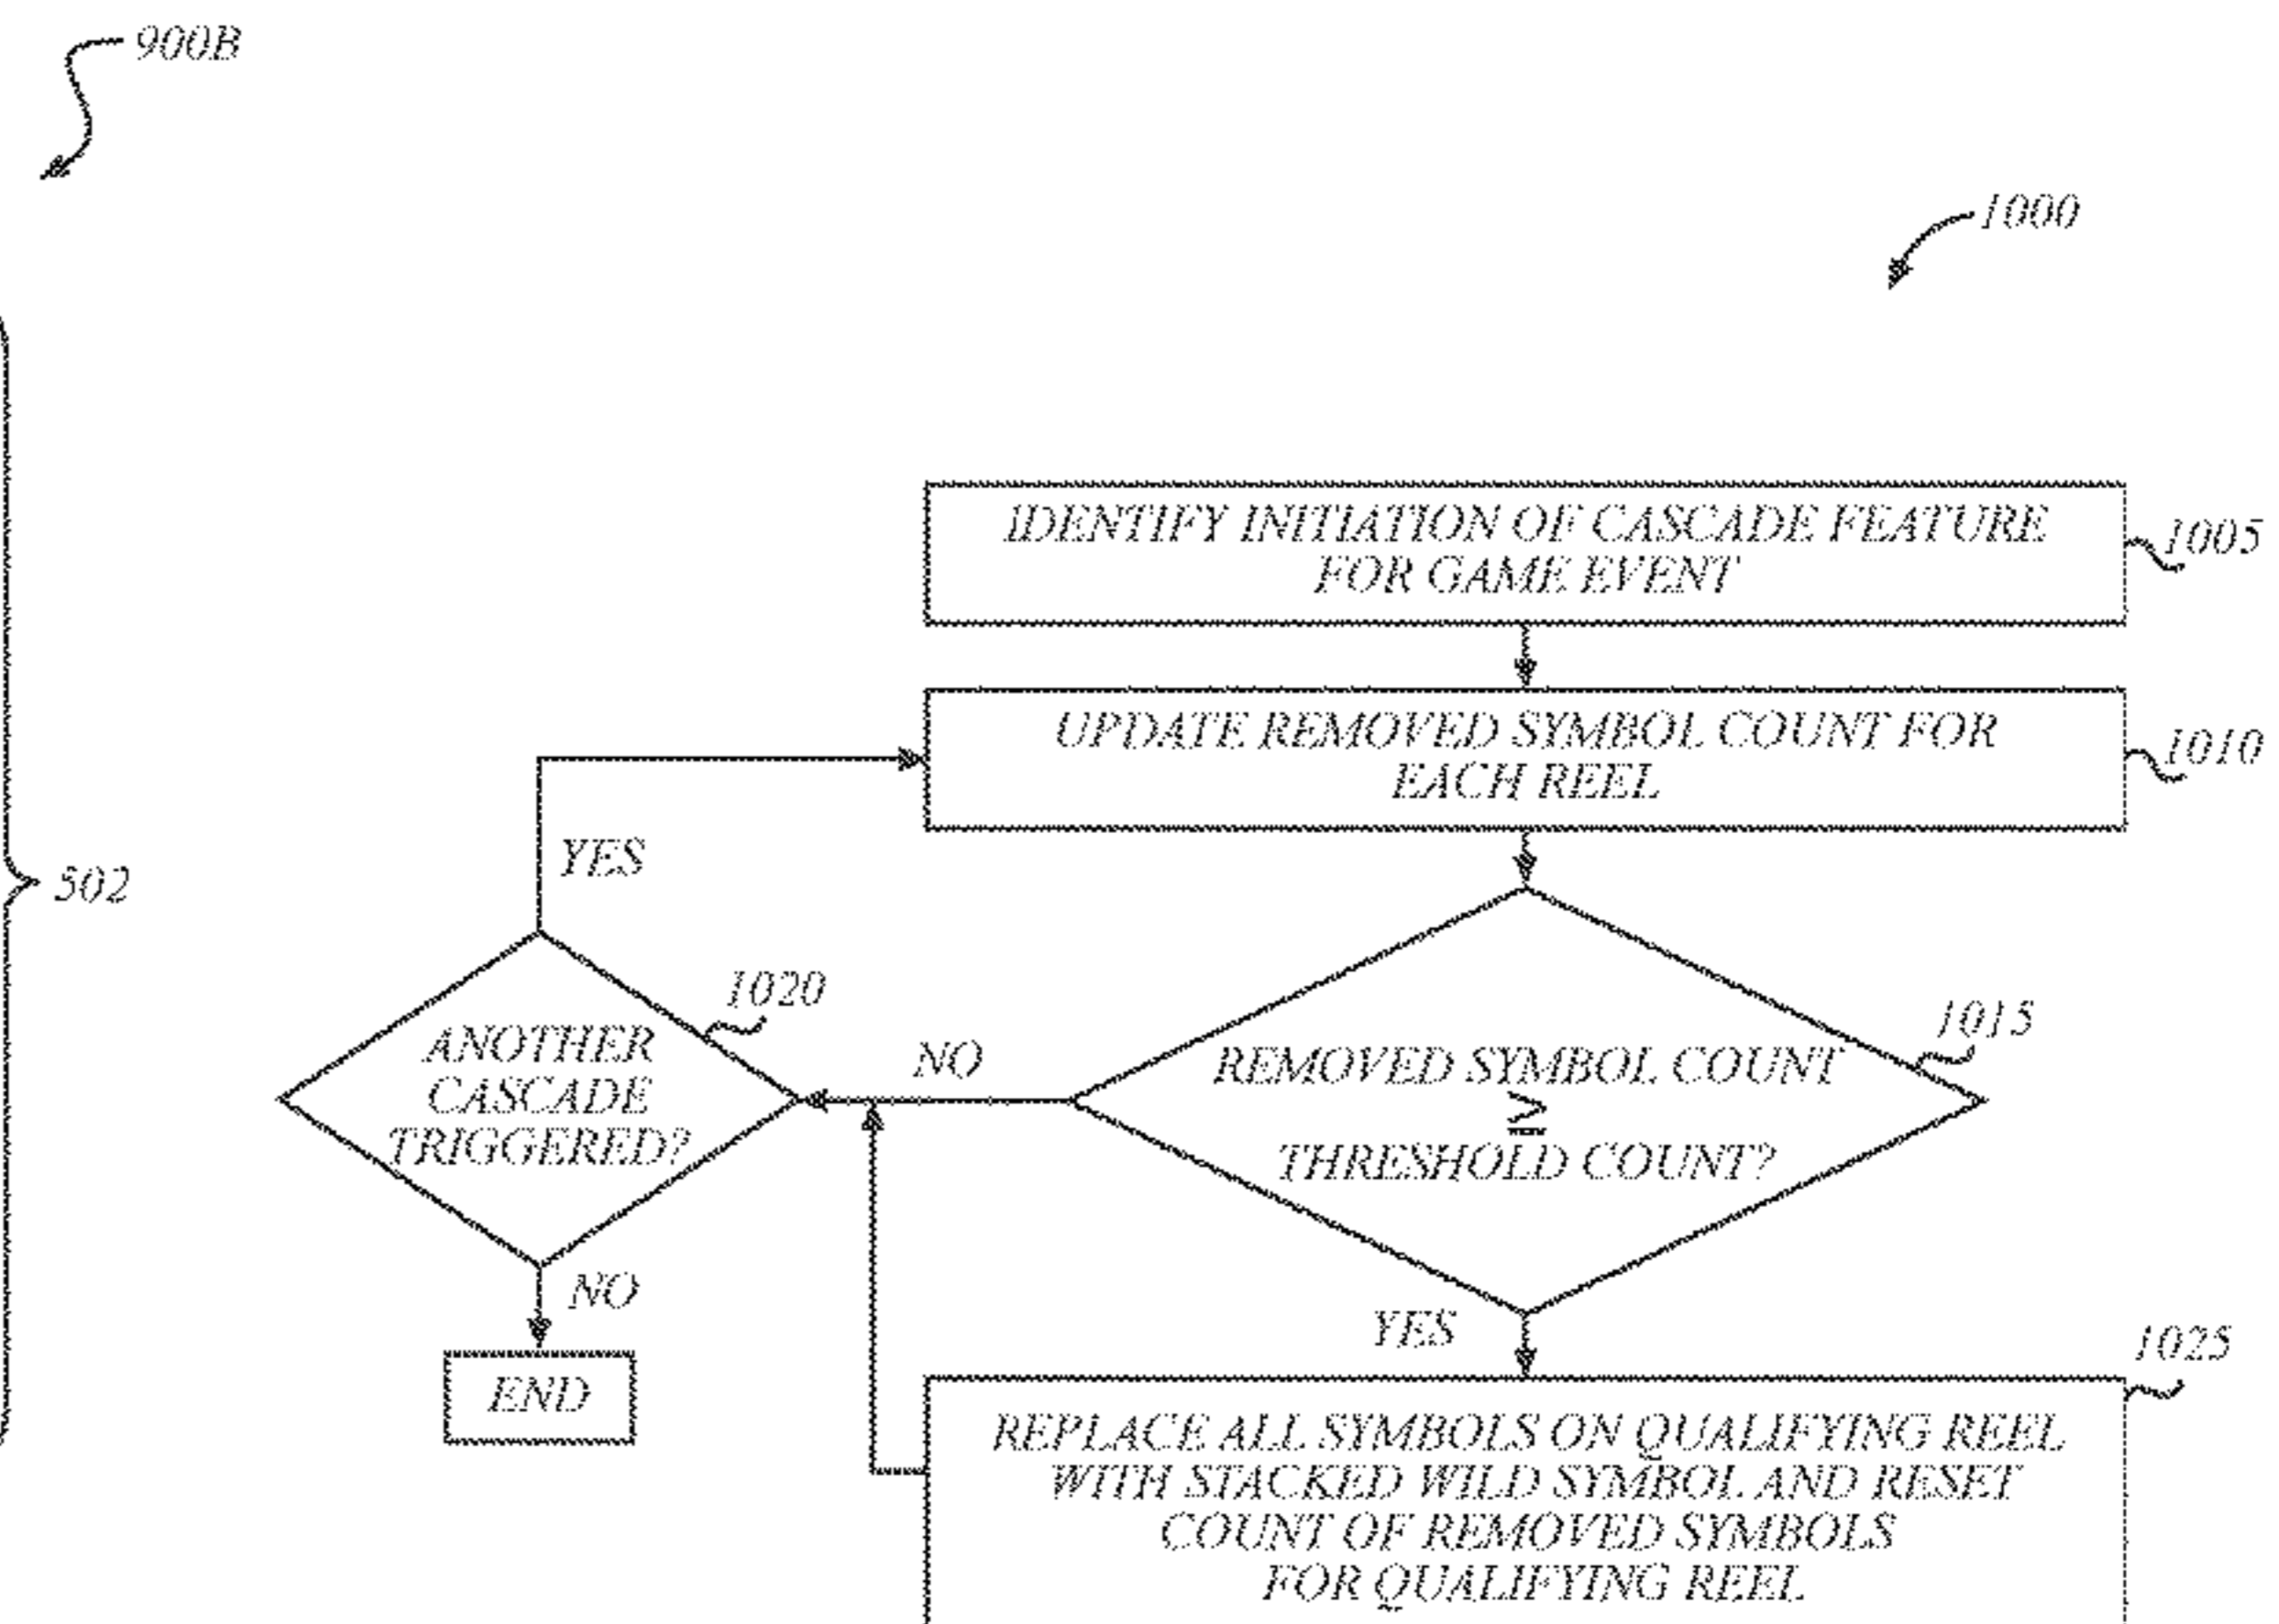 900B
1000
IDENTIFY INITIATION OF CASCADE FEATURE
FOR GAME EVENT
1005
UPDATE REMOVED SYMBOL COUNT FOR
EACH REEL
1010
YES
502
1020
ANOTHER
CASCADE
TRIGGERED?
NO
1015
REMOVED SYMBOL COUNT
≥
THRESHOLD COUNT?
NO
YES
END
1025
REPLACE ALL SYMBOLS ON QUALIFYING REEL
WITH STACKED WILD SYMBOL AND RESET
COUNT OF REMOVED SYMBOLS
FOR QUALIFYING REEL